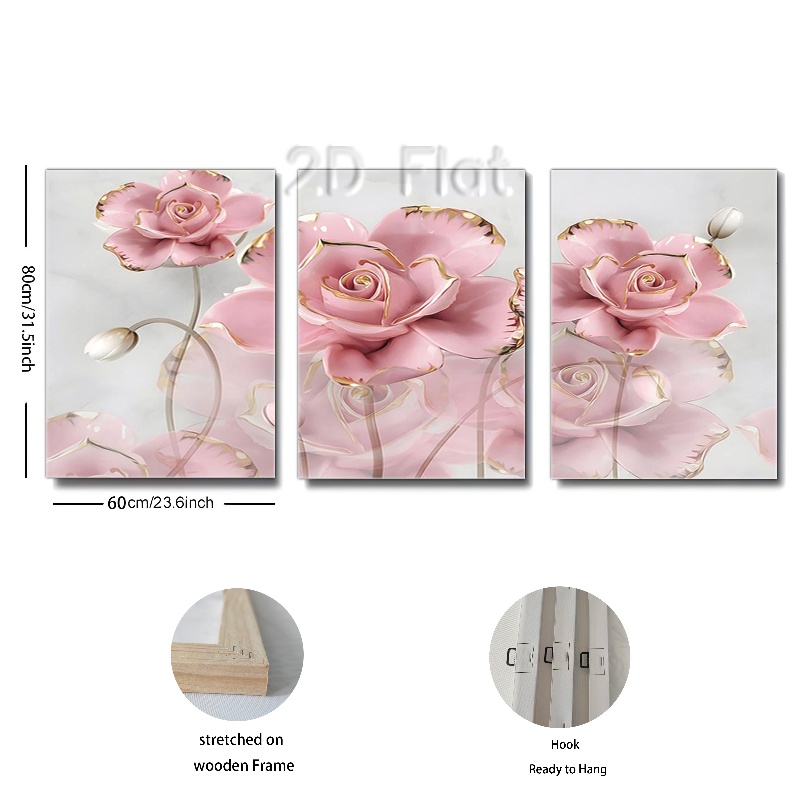 2D Flat
80cm/31.5inch
60cm/23.6inch
stretched on
wooden Frame
Hook
Ready to Hang